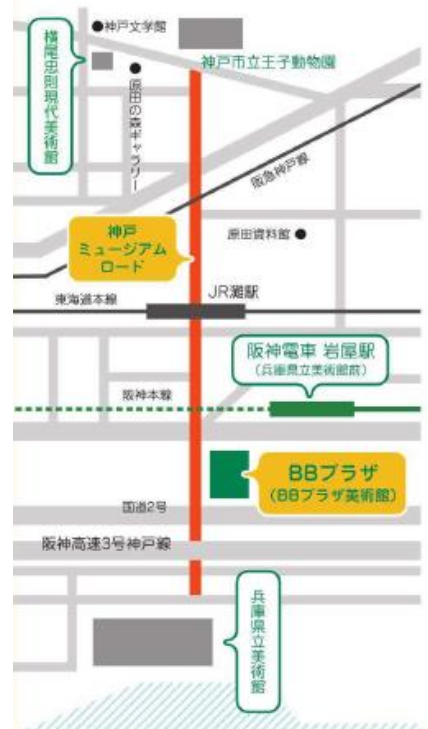 神戸文学館
神戸市立王子動物園
横尾忠則現代美術館
原田の森ギャラリー
阪急神戸線
原田資料館
神戸
ミュージアム
ロード
JR灘駅
東海道本線
阪神電車 岩屋駅
(兵庫県立美術館前)
阪神本線
BBプラザ
(BBプラザ美術館)
国道2号
阪神高速3号神戸線
兵庫県立美術館